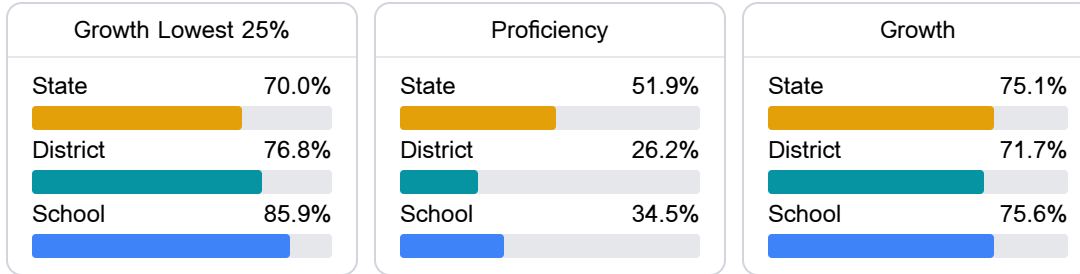 Growth Lowest 25%
State 70.0%
District 76.8%
School 85.9%
Proficiency
State 51.9%
District 26.2%
School 34.5%
Growth
State 75.1%
District 71.7%
School 75.6%